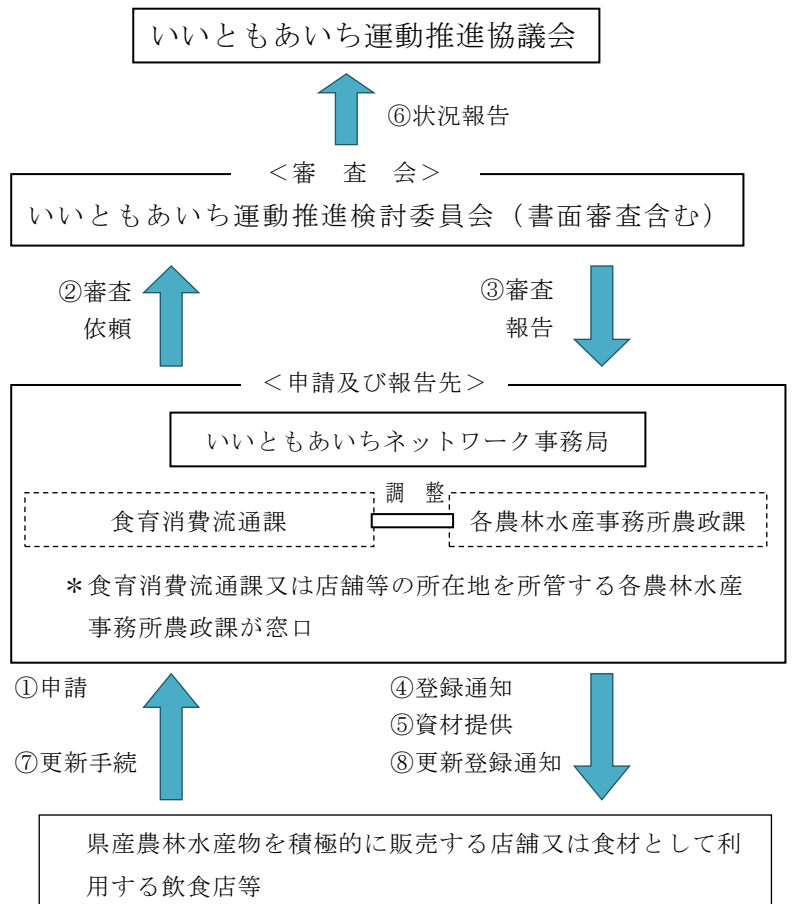 いいともあいち運動推進協議会
⑥状況報告
＜審　査　会＞
いいともあいち運動推進検討委員会（書面審査含む）
②審査
依頼
③審査
報告
＜申請及び報告先＞
いいともあいちネットワーク事務局
調　整
食育消費流通課
各農林水産事務所農政課
＊食育消費流通課又は店舗等の所在地を所管する各農林水産
事務所農政課が窓口
①申請
⑦更新手続
④登録通知
⑤資材提供
⑧更新登録通知
県産農林水産物を積極的に販売する店舗又は食材として利
用する飲食店等